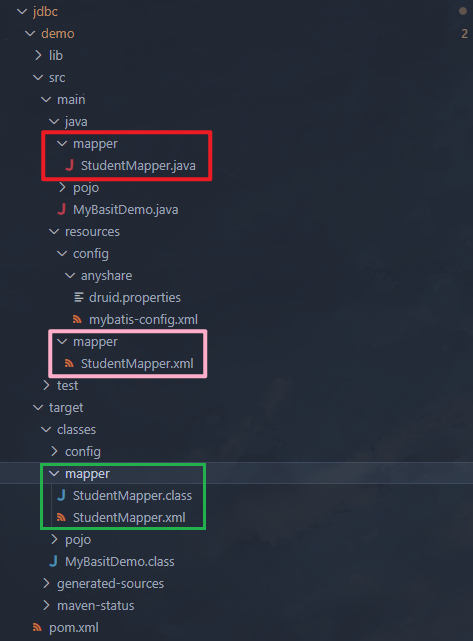 jdbc
demo
2
lib
src
main
java
mapper
StudentMapper.java
pojo
MyBasitDemo.java
resources
config
anyshare
druid.properties
mybatis-config.xml
mapper
StudentMapper.xml
test
target
classes
config
mapper
StudentMapper.class
StudentMapper.xml
pojo
MyBasitDemo.class
generated-sources
maven-status
pom.xml